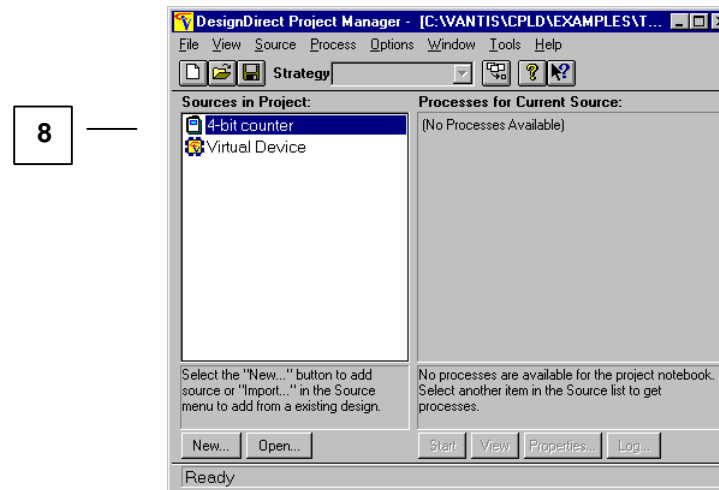 DesignDirect Project Manager - [C:\VANTIS\CPLD\EXAMPLES\T...
File View Source Process Options Window Tools Help
Strategy
Sources in Project:
Processes for Current Source:
8
4-bit counter
Virtual Device
(No Processes Available)
Select the "New..." button to add
source or "Import..." in the Source
menu to add from a existing design.
No processes are available for the project notebook.
Select another item in the Source list to get
processes.
New... Open... Start View Properties... Log...
Ready